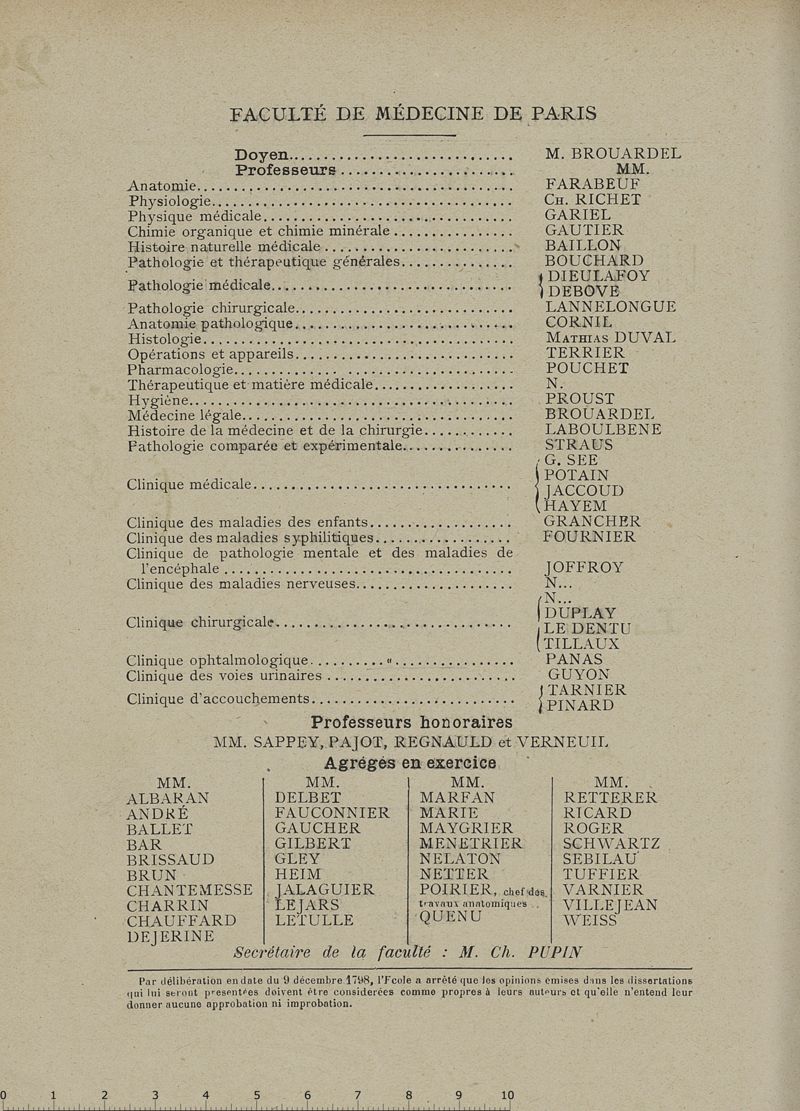 FACULTÉ DE MÉDECINE DE PARIS
Doyen.............................. M. BROUARDEL
Professeurs........................ MM.
Anatomie........................... FARABEUF
Physiologie........................ CH. RICHET
Physique médicale.................. GARIEL
Chimie organique et chimie minérale............... GAUTIER
Histoire naturelle médicale........................ BAILLON
Pathologie et thérapeutique générales............... BOUCHARD
Pathologie médicale............................... DIEULAFOY
DEBOVE
Pathologie chirurgicale........................... LANNELONGUE
Anatomie pathologique............................. CORNIL
Histologie........................................ MATHIAS DUVAL
Opérations et appareils........................... TERRIER
Pharmacologie..................................... POUCHET
Thérapeutique et matière médicale.................. N.
Hygiène........................................... PROUST
Médecine légale................................... BROUARDEL
Histoire de la médecine et de la chirurgie............ LABOULBENE
Pathologie comparée et expérimentale............... STRAUS
Clinique médicale................................. G. SEE
POTAIN
JACCOUD
HAYEM
Clinique des maladies des enfants................... GRANCHER
Clinique des maladies syphilitiques.................. FOURNIER
Clinique de pathologie mentale et des maladies de
l'encéphale....................................... JOFFROY
Clinique des maladies nerveuses..................... N...
Clinique chirurgicale.............................. N...
DUPLAY
LE DENTU
TILLAUX
Clinique ophtalmologique.......................... PANAS
Clinique des voies urinaires........................ GUYON
Clinique d'accouchements.......................... TARNIER
PINARD
Professeurs honoraires
MM. SAPPEY, PAJOT, REGNAULD et VERNEUIL
Agrégés en exercice
MM. MM. MM. MM.
ALBARAN DELBET MARFAN RETTERER
ANDRÉ FAUCONNIER MARIE RICARD
BALLET GAUCHER MAYGRIER ROGER
BAR GILBERT MENETRIER SCHWARTZ
BRISSAUD GLEY NELATON SEBILAU
BRUN HEIM NETTER TUFFIER
CHANTEMESSE JALAGUIER POIRIER, chef des VARNIER
CHARRIN LEJARS travaux anatomiques.. VILLEJEAN
CHAUFFARD LETULLE QUENU WEISS
DEJERINE
Secrétaire de la faculté : M. Ch. PUPIN
Par délibération en date du 9 décembre 1798, l'Ecole a arrêté que les opinions emises dans les dissertations
qui lui seront presentées doivent être considerées comme propres à leurs auteurs et qu'elle n'entend leur
donner aucune approbation ni improbation.
0 1 2 3 4 5 6 7 8 9 10